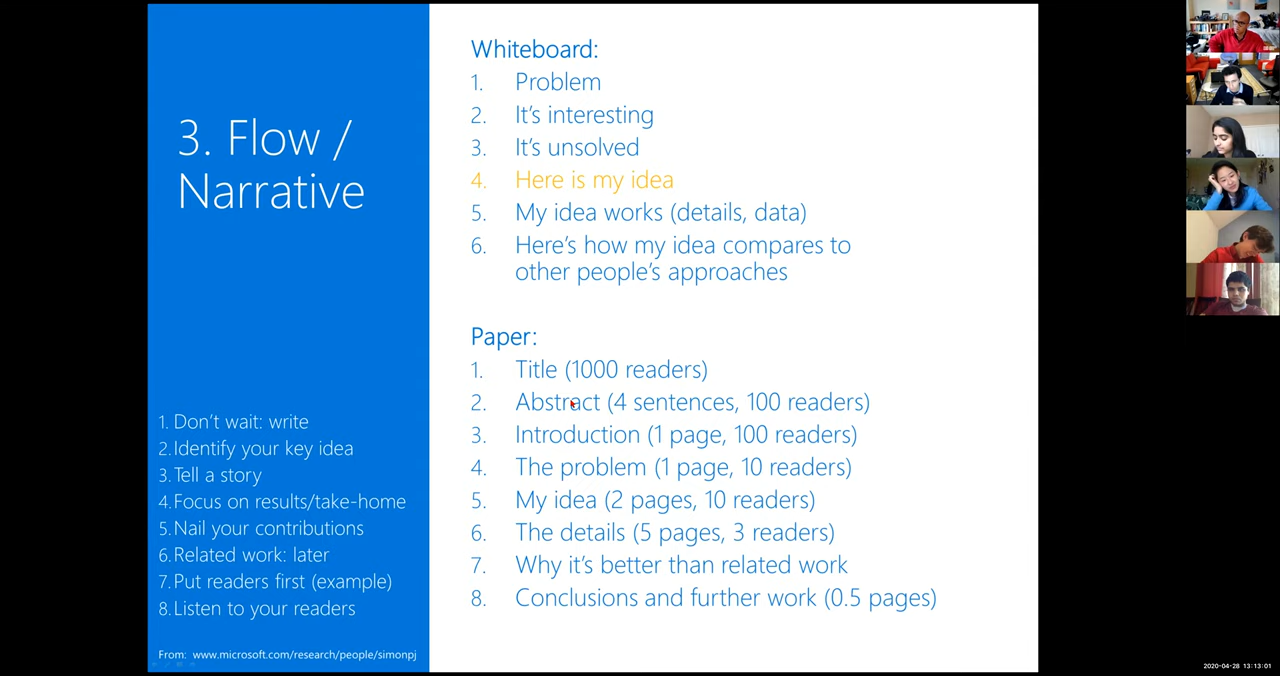 3. Flow /
Narrative
1. Don't wait: write
2. Identify your key idea
3. Tell a story
4. Focus on results/take-home
5. Nail your contributions
6. Related work: later
7. Put readers first (example)
8. Listen to your readers
From: www.microsoft.com/research/people/simonpj
Whiteboard:
1. Problem
2. It's interesting
3. It's unsolved
4. Here is my idea
5. My idea works (details, data)
6. Here's how my idea compares to
other people's approaches
Paper:
1. Title (1000 readers)
2. Abstract (4 sentences, 100 readers)
3. Introduction (1 page, 100 readers)
4. The problem (1 page, 10 readers)
5. My idea (2 pages, 10 readers)
6. The details (5 pages, 3 readers)
7. Why it's better than related work
8. Conclusions and further work (0.5 pages)
2020-04-28 13:13:01